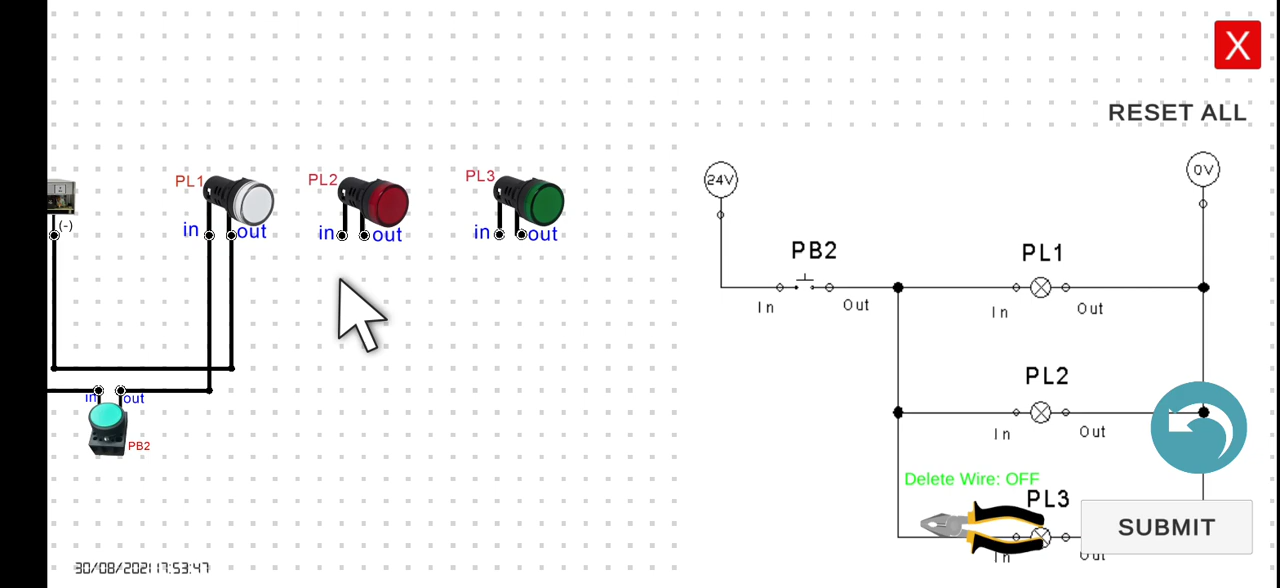 X
RESET ALL
PL1
in
out
PL2
in
out
PL3
in
out
(-)
in
out
PB2
24V
0V
PB2
In
Out
PL1
In
Out
PL2
In
Out
Delete Wire: OFF
PL3
In
Out
SUBMIT
30/08/2021 17:53:47